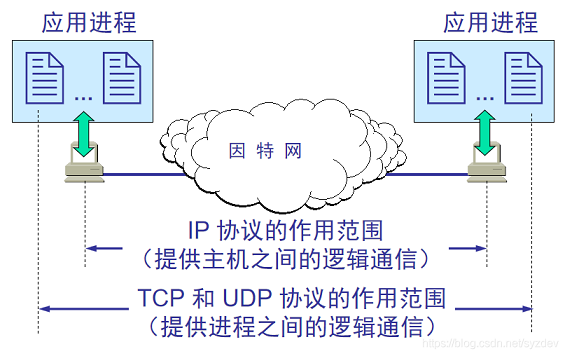 应用进程
应用进程
...
...
因特网
IP 协议的作用范围
（提供主机之间的逻辑通信）
TCP 和 UDP 协议的作用范围
（提供进程之间的逻辑通信）
https://blog.csdn.net/syzdev